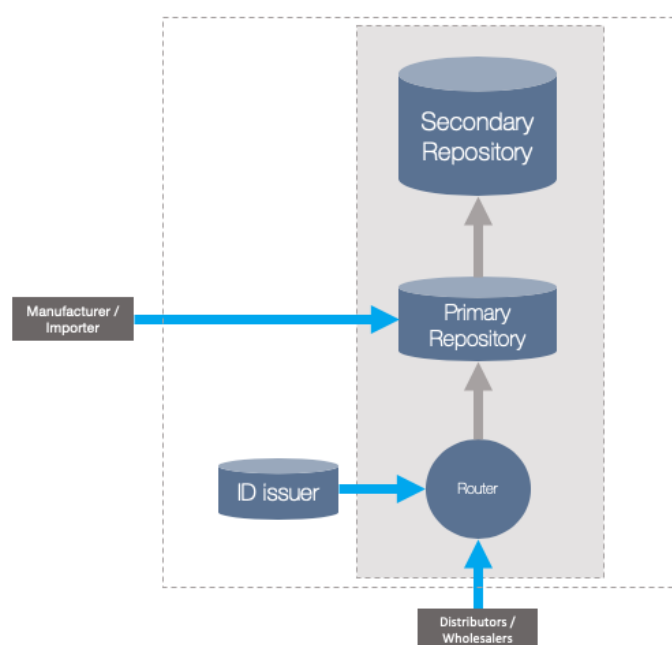 Secondary
Repository
Manufacturer /
Importer
Primary
Repository
ID issuer
Router
Distributors /
Wholesalers